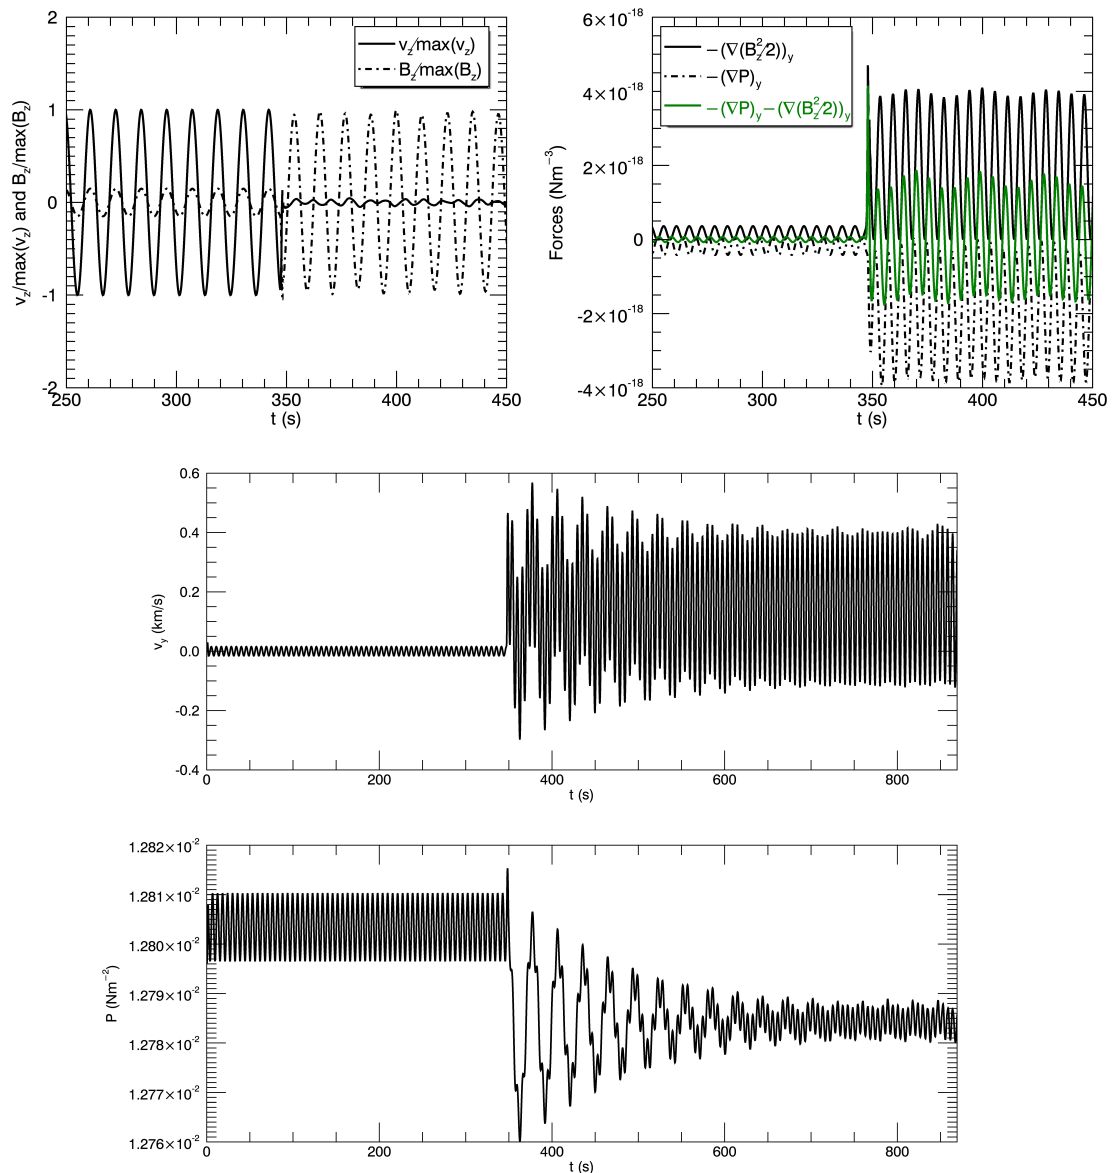 2
1
0
-1
-2
v_z/max(v_z) and B_z/max(B_z)
v_z/max(v_z)
B_z/max(B_z)
250 300 350 400 450
t (s)
6×10^-18
4×10^-18
2×10^-18
0
-2×10^-18
-4×10^-18
Forces (Nm^-3)
-(∇(B_z^2/2))_y
-(∇P)_y
-(∇P)_y-(∇(B_z^2/2))_y
250 300 350 400 450
t (s)
0.6
0.4
0.2
0.0
-0.2
-0.4
v_y (km/s)
0 200 400 600 800
t (s)
1.282×10^-2
1.281×10^-2
1.280×10^-2
1.279×10^-2
1.278×10^-2
1.277×10^-2
1.276×10^-2
P (Nm^-2)
0 200 400 600 800
t (s)